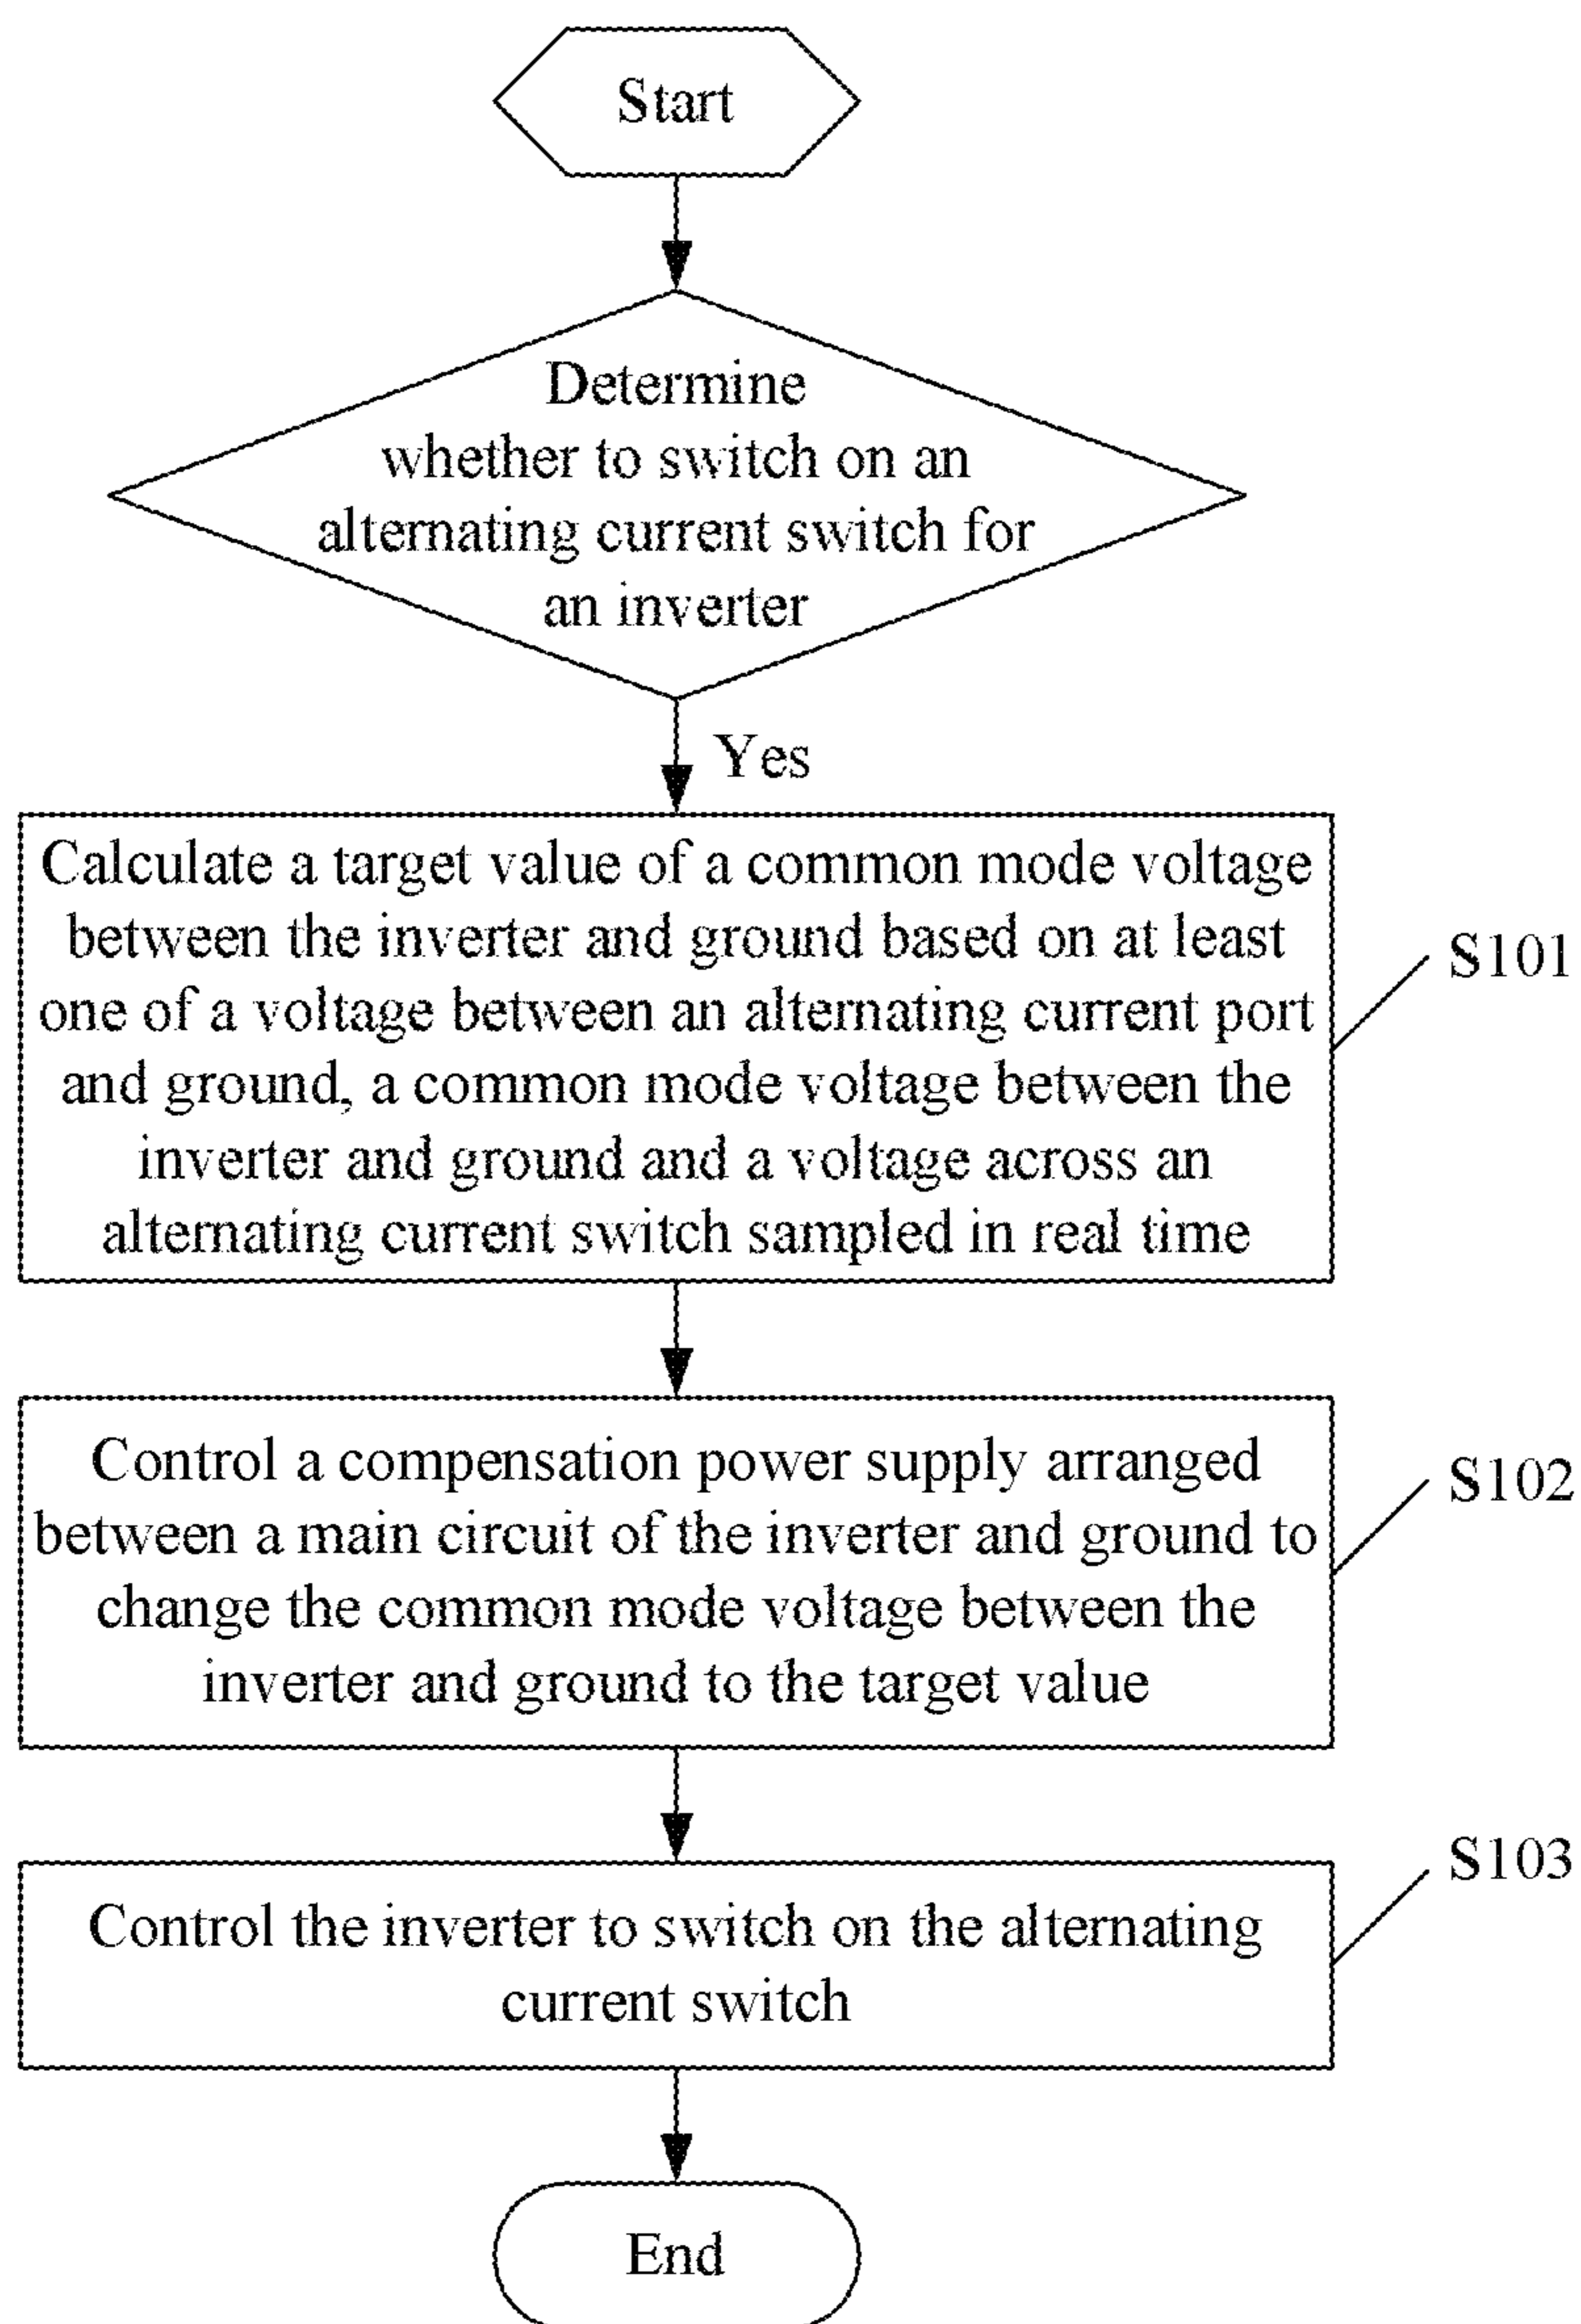 Start
Determine
whether to switch on an
alternating current switch for
an inverter
Yes
Calculate a target value of a common mode voltage
between the inverter and ground based on at least
one of a voltage between an alternating current port
and ground, a common mode voltage between the
inverter and ground and a voltage across an
alternating current switch sampled in real time
S101
Control a compensation power supply arranged
between a main circuit of the inverter and ground to
change the common mode voltage between the
inverter and ground to the target value
S102
Control the inverter to switch on the alternating
current switch
S103
End